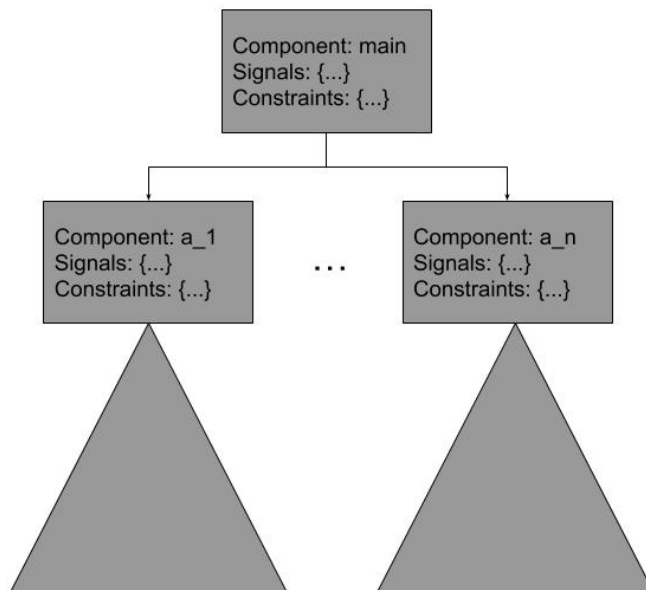 Component: main
Signals: {...}
Constraints: {...}
Component: a_1
Signals: {...}
Constraints: {...}
...
Component: a_n
Signals: {...}
Constraints: {...}